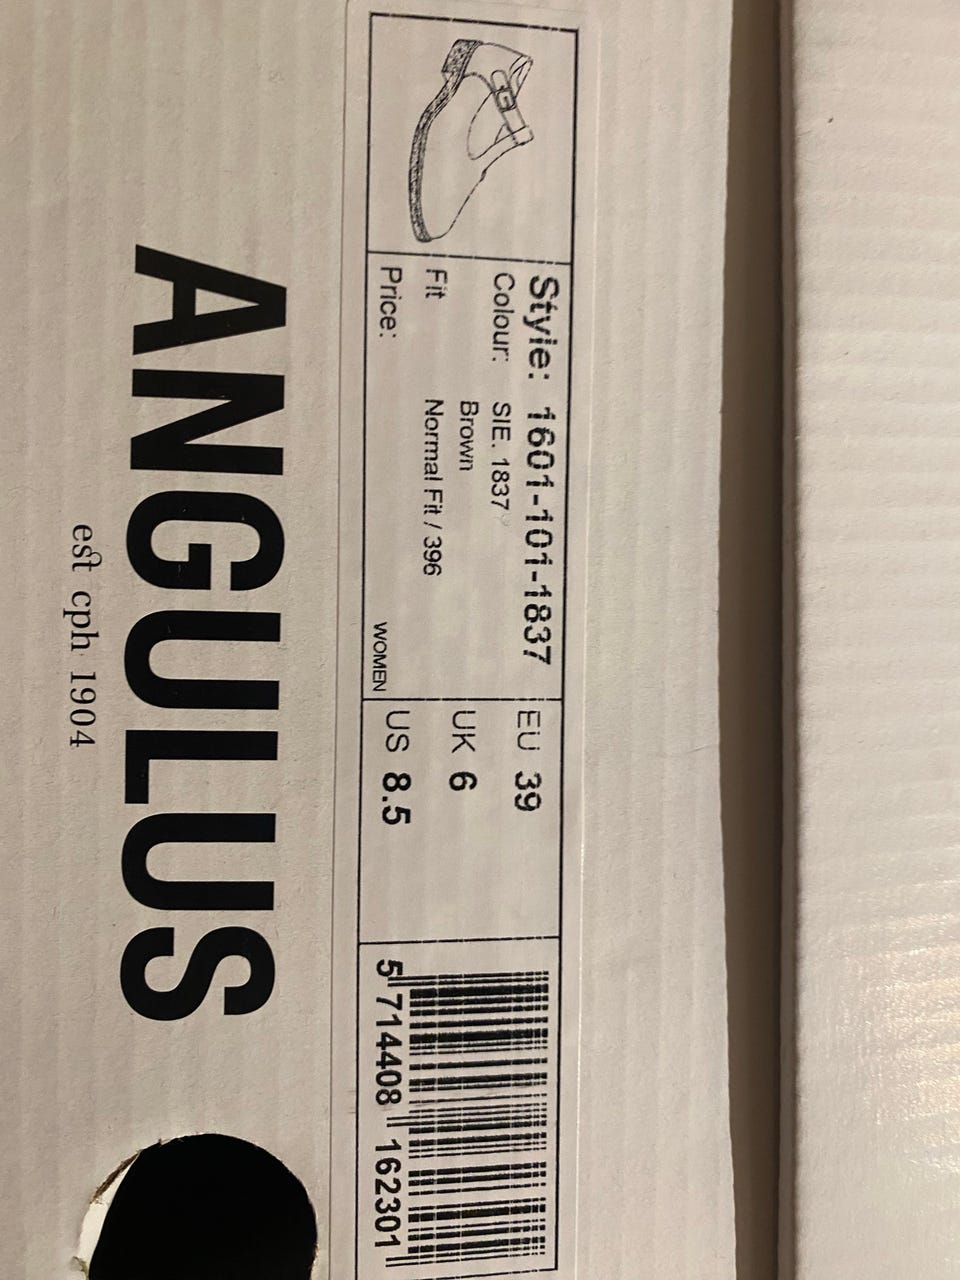 Style: 1601-101-1837
Colour: SIE. 1837
Brown
Fit Normal Fit / 396
Price:
WOMEN
EU 39
UK 6
US 8.5
5 714408 162301
ANGULUS
est cph 1904